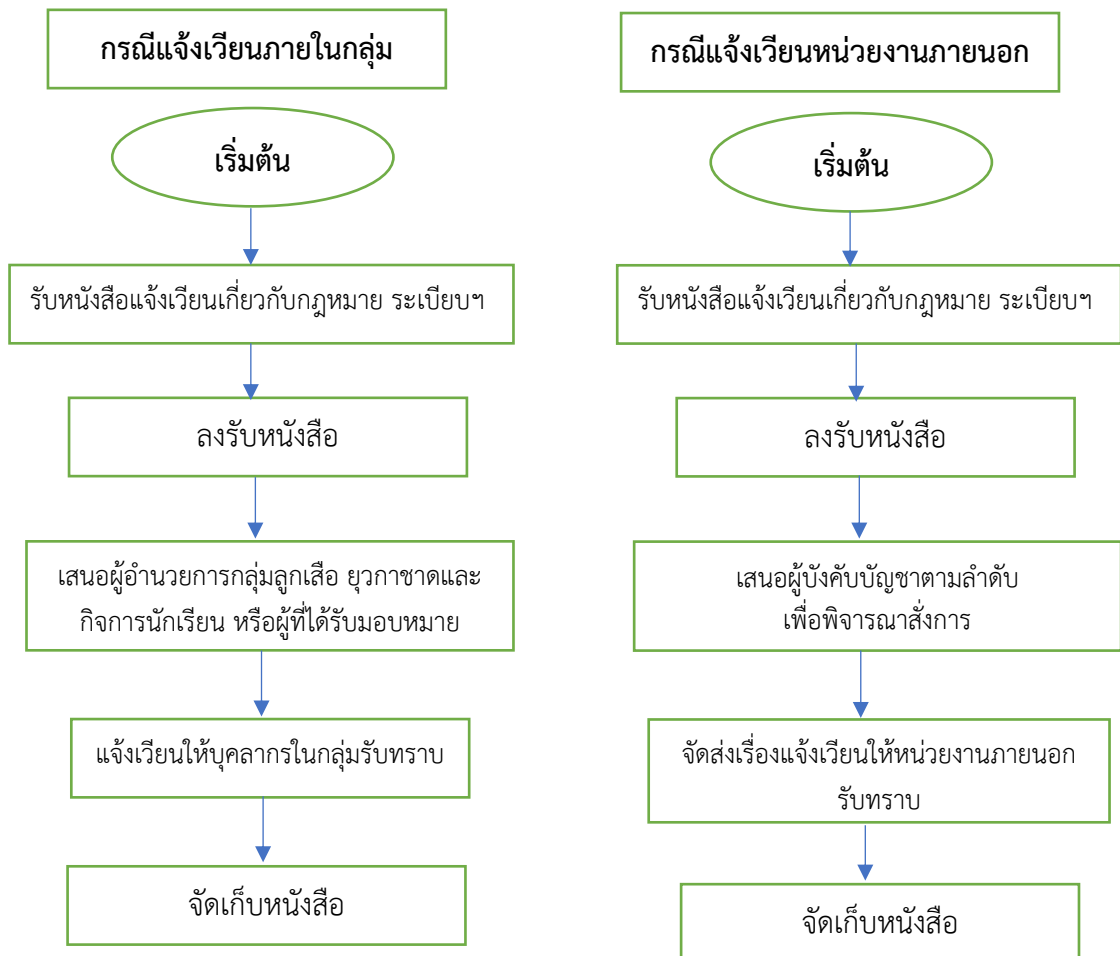 กรณีแจ้งเวียนภายในกลุ่ม
เริ่มต้น
รับหนังสือแจ้งเวียนเกี่ยวกับกฎหมาย ระเบียบฯ
ลงรับหนังสือ
เสนอผู้อำนวยการกลุ่มลูกเสือ ยุวกาชาดและ
กิจการนักเรียน หรือผู้ที่ได้รับมอบหมาย
แจ้งเวียนให้บุคลากรในกลุ่มรับทราบ
จัดเก็บหนังสือ
กรณีแจ้งเวียนหน่วยงานภายนอก
เริ่มต้น
รับหนังสือแจ้งเวียนเกี่ยวกับกฎหมาย ระเบียบฯ
ลงรับหนังสือ
เสนอผู้บังคับบัญชาตามลำดับ
เพื่อพิจารณาสั่งการ
จัดส่งเรื่องแจ้งเวียนให้หน่วยงานภายนอก
รับทราบ
จัดเก็บหนังสือ